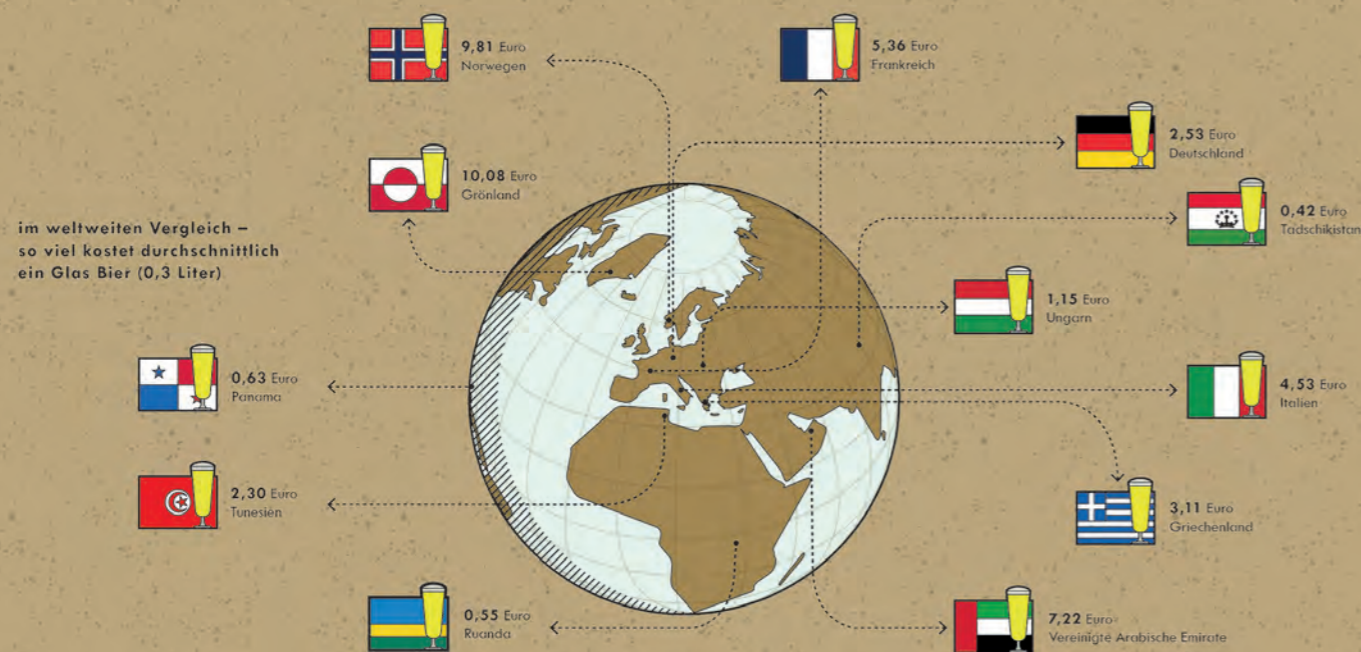 9,81 Euro
Norwegen
5,36 Euro
Frankreich
2,53 Euro
Deutschland
10,08 Euro
Grönland
0,42 Euro
Tadschikistan
im weltweiten Vergleich –
so viel kostet durchschnittlich
ein Glas Bier (0,3 Liter)
1,15 Euro
Ungarn
0,63 Euro
Panama
4,53 Euro
Italien
2,30 Euro
Tunesien
3,11 Euro
Griechenland
0,55 Euro
Ruanda
7,22 Euro
Vereinigte Arabische Emirate